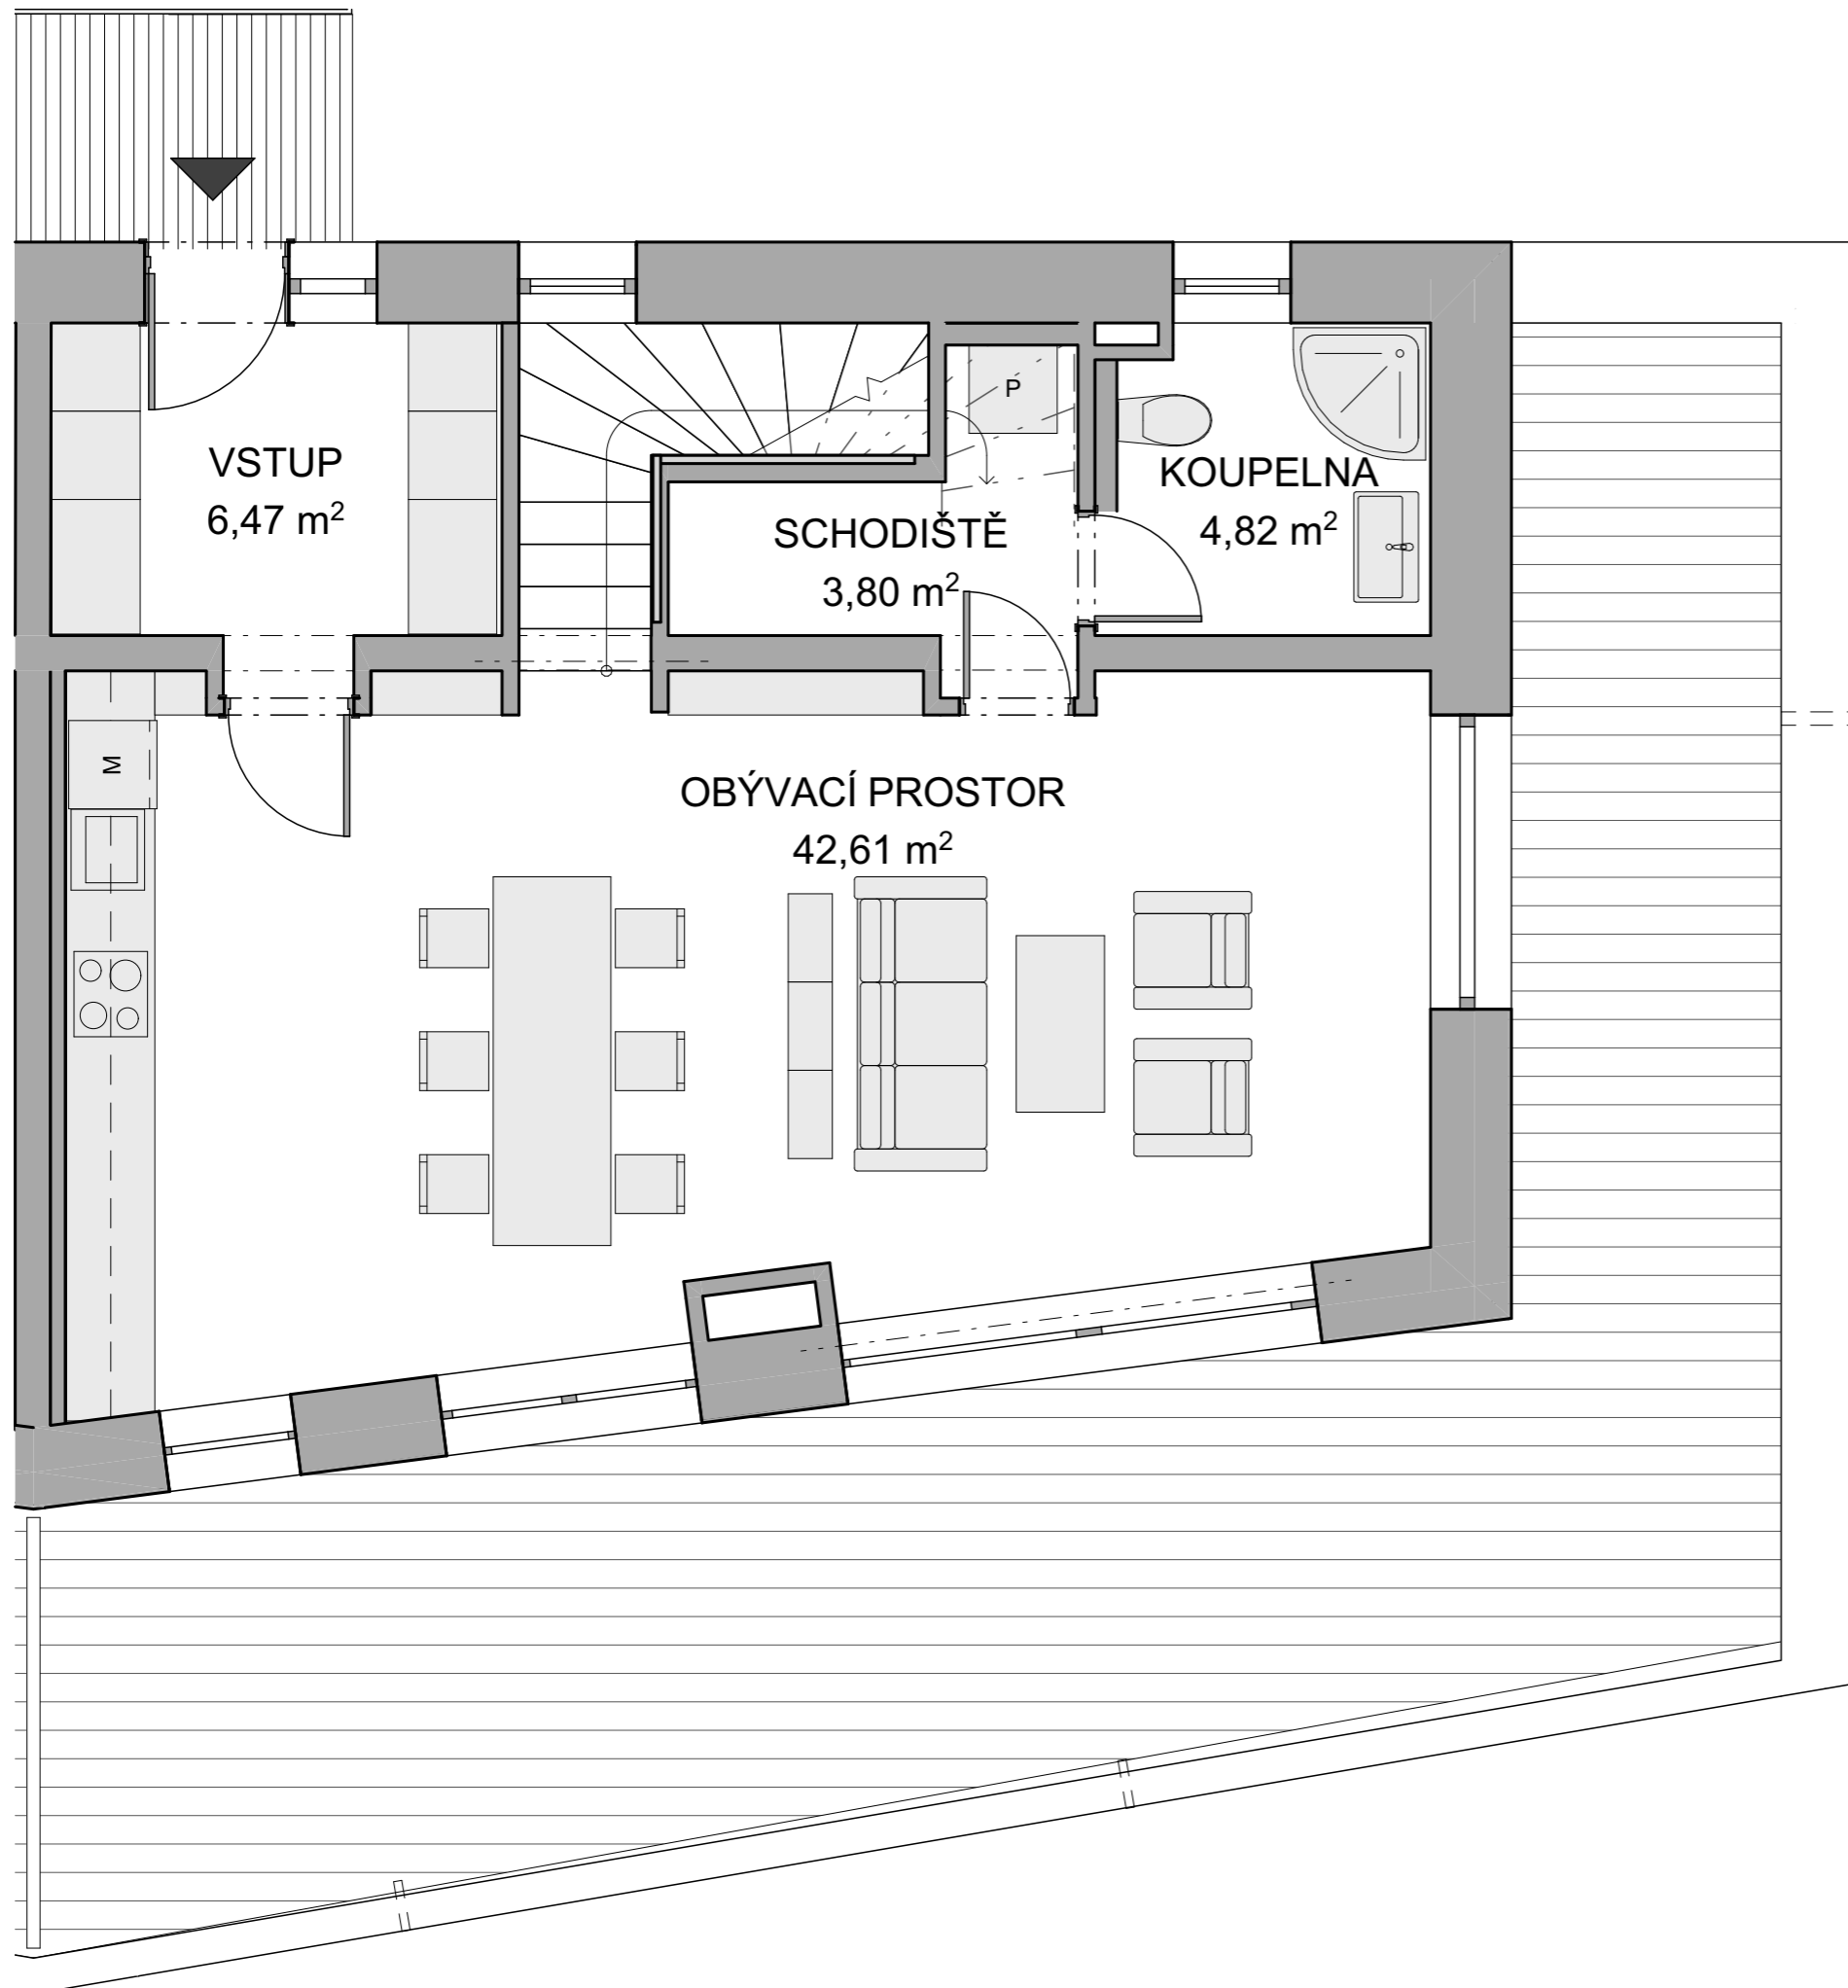 P
VSTUP
6,47 m²
KOUPELNA
4,82 m²
SCHODIŠTĚ
3,80 m²
M
OBÝVACÍ PROSTOR
42,61 m²